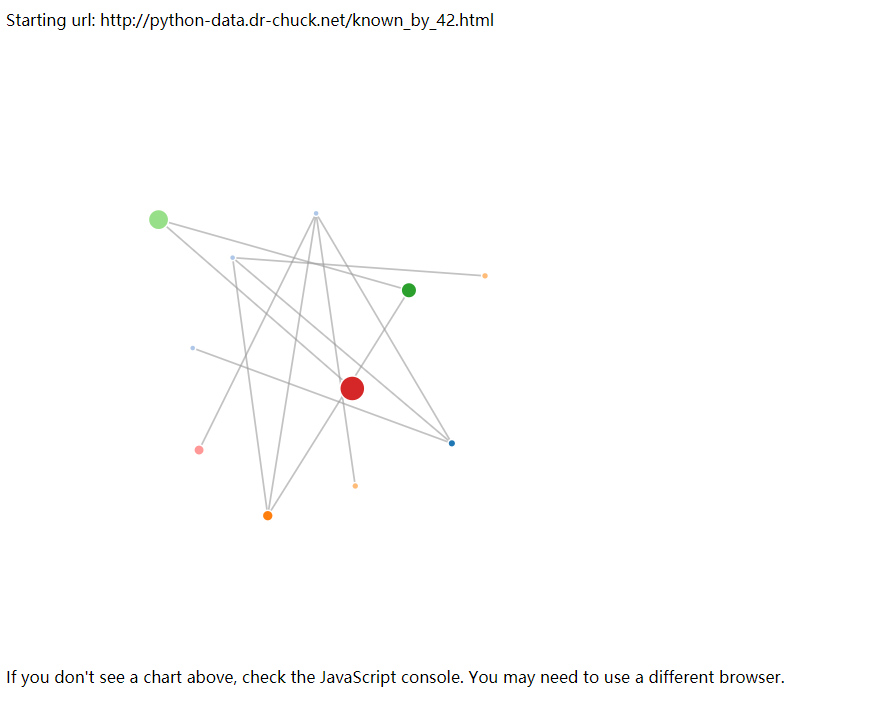 Starting url: http://python-data.dr-chuck.net/known_by_42.html
If you don't see a chart above, check the JavaScript console. You may need to use a different browser.